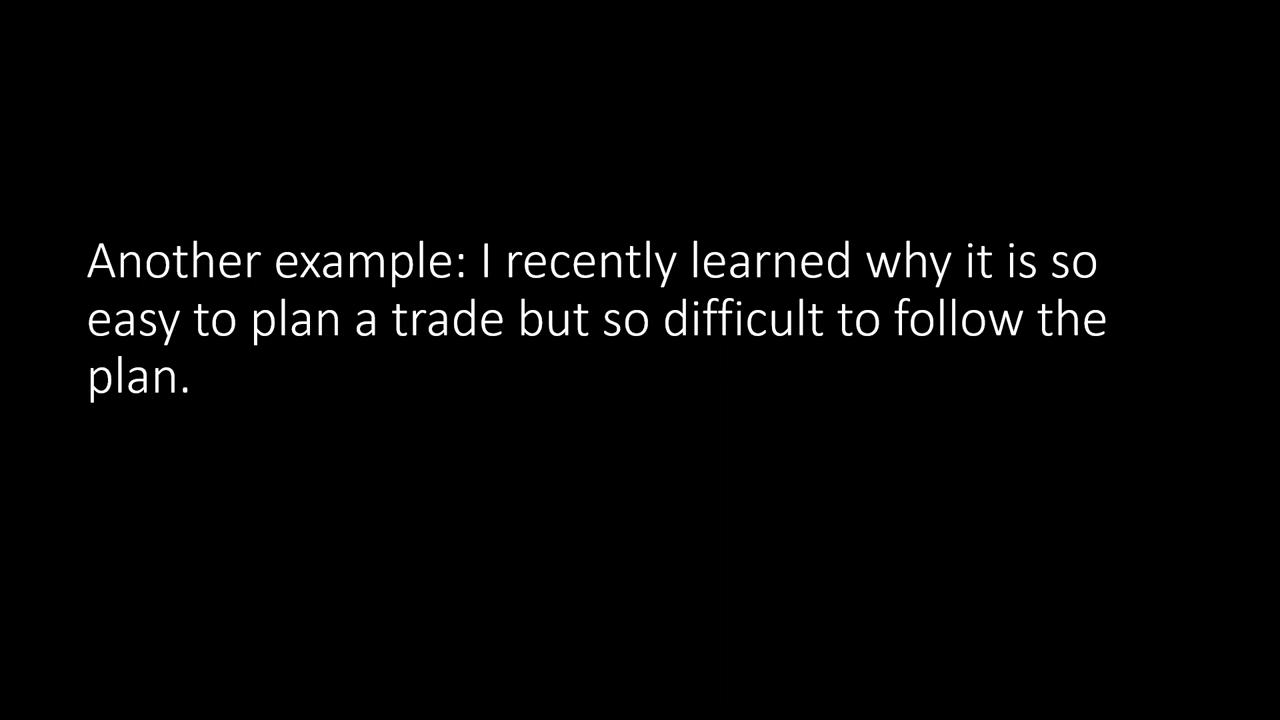 Another example: I recently learned why it is so
easy to plan a trade but so difficult to follow the
plan.